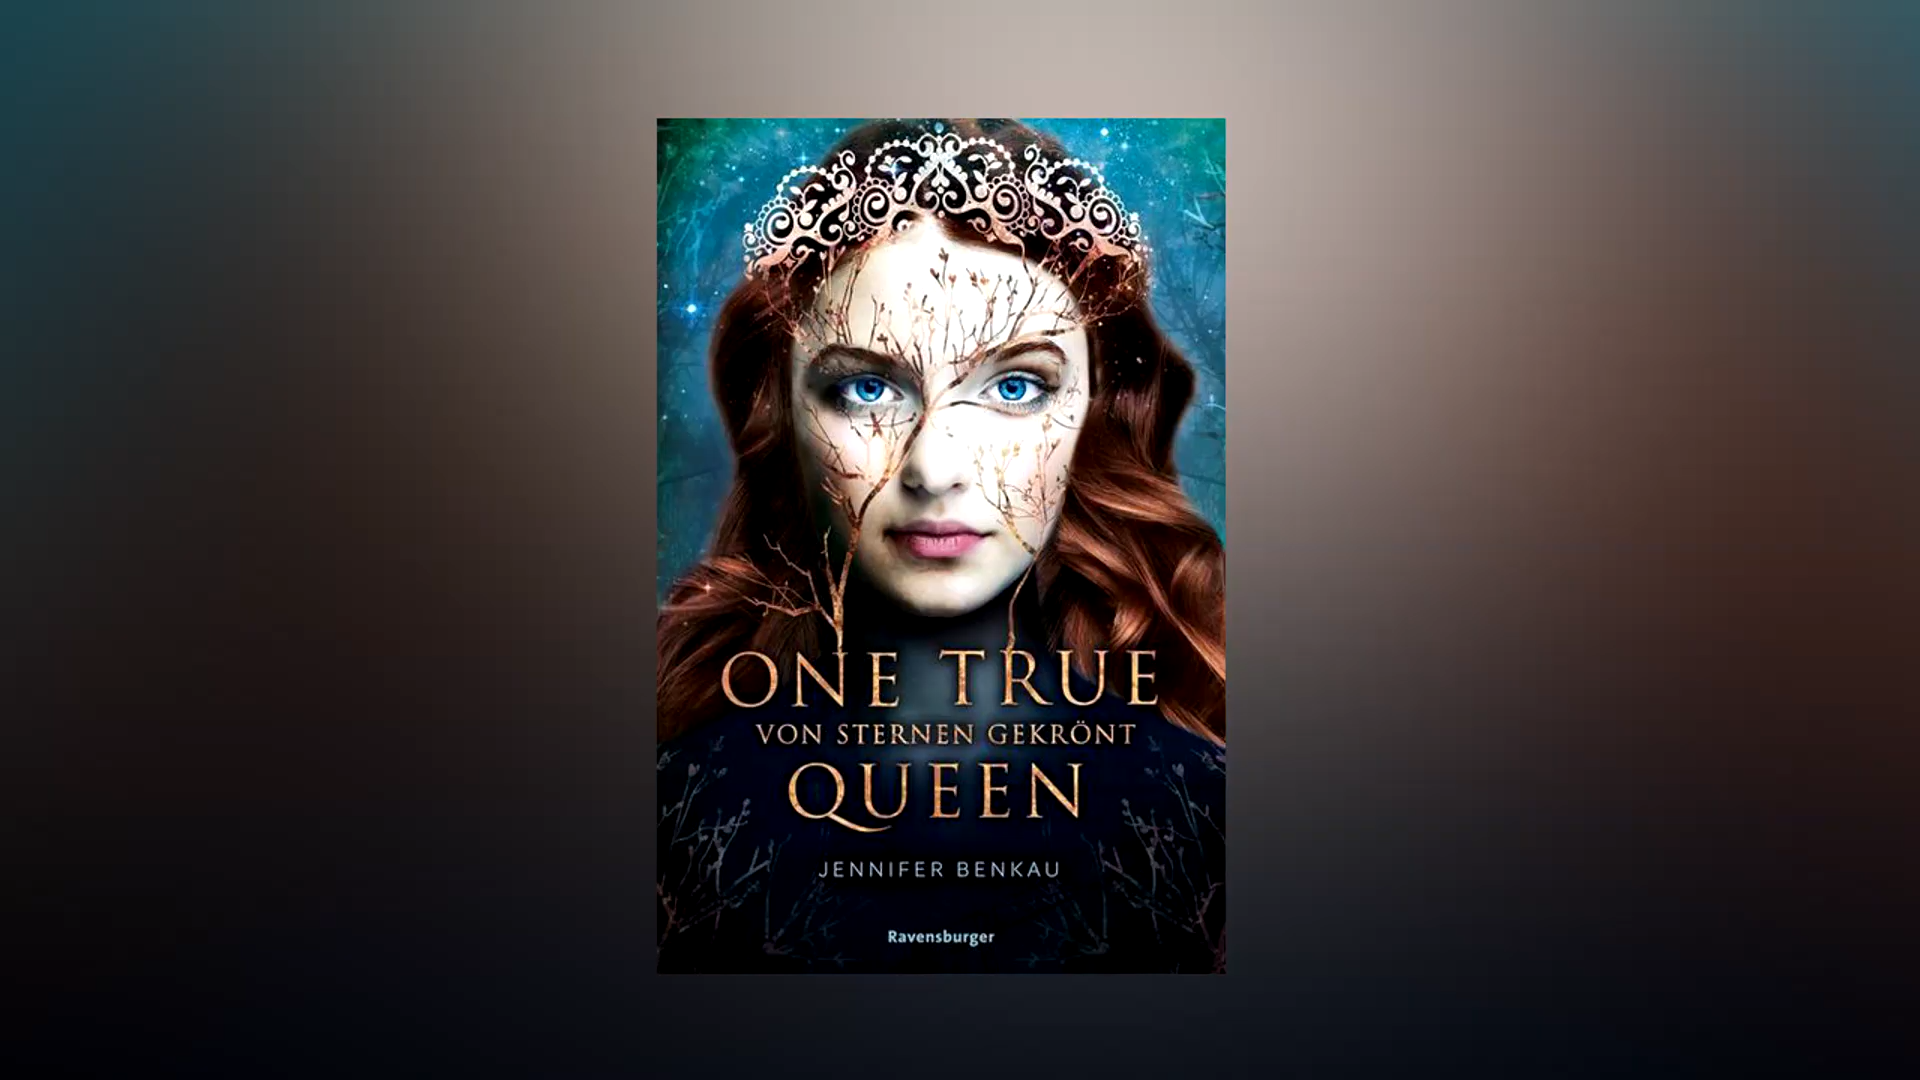 ONE TRUE
VON STERNEN GEKRÖNT
QUEEN
JENNIFER BENKAU
Ravensburger